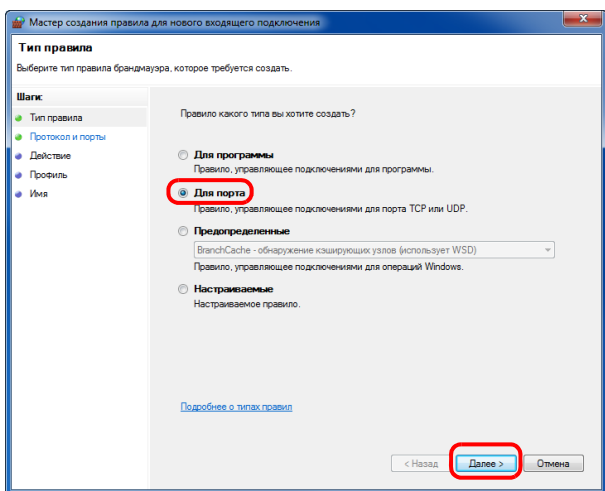 Мастер создания правила для нового входящего подключения
Тип правила
Выберите тип правила брандмауэра, которое требуется создать.
Шаги:
Тип правила
Протокол и порты
Действие
Профиль
Имя
Правило какого типа вы хотите создать?
Для программы
Правило, управляющее подключениями для программы.
Для порта
Правило, управляющее подключениями для порта TCP или UDP.
Предопределенные
BranchCache - обнаружение кэширующих узлов (использует WSD)
Правило, управляющее подключениями для операций Windows.
Настраиваемые
Настраиваемое правило.
Подробнее о типах правил
< Назад
Далее >
Отмена